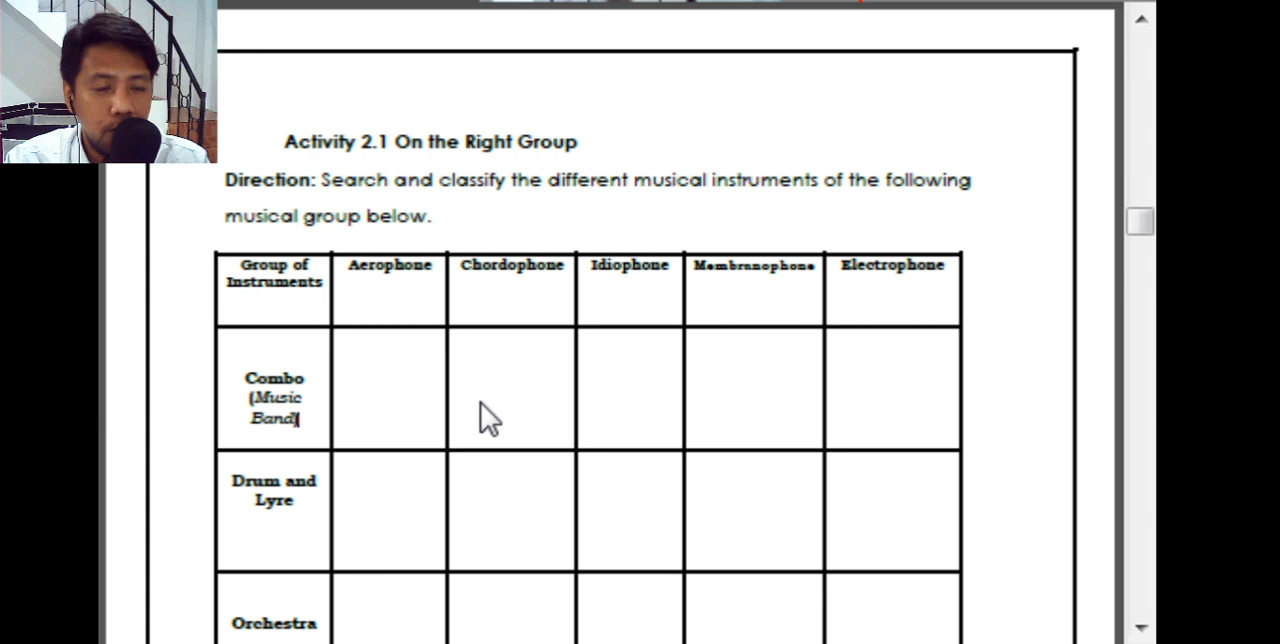 Activity 2.1 On the Right Group
Direction: Search and classify the different musical instruments of the following
musical group below.
Group of
Instruments
Aerophone
Chordophone
Idiophone
Membranophone
Electrophone
Combo
(Music
Band)
Drum and
Lyre
Orchestra